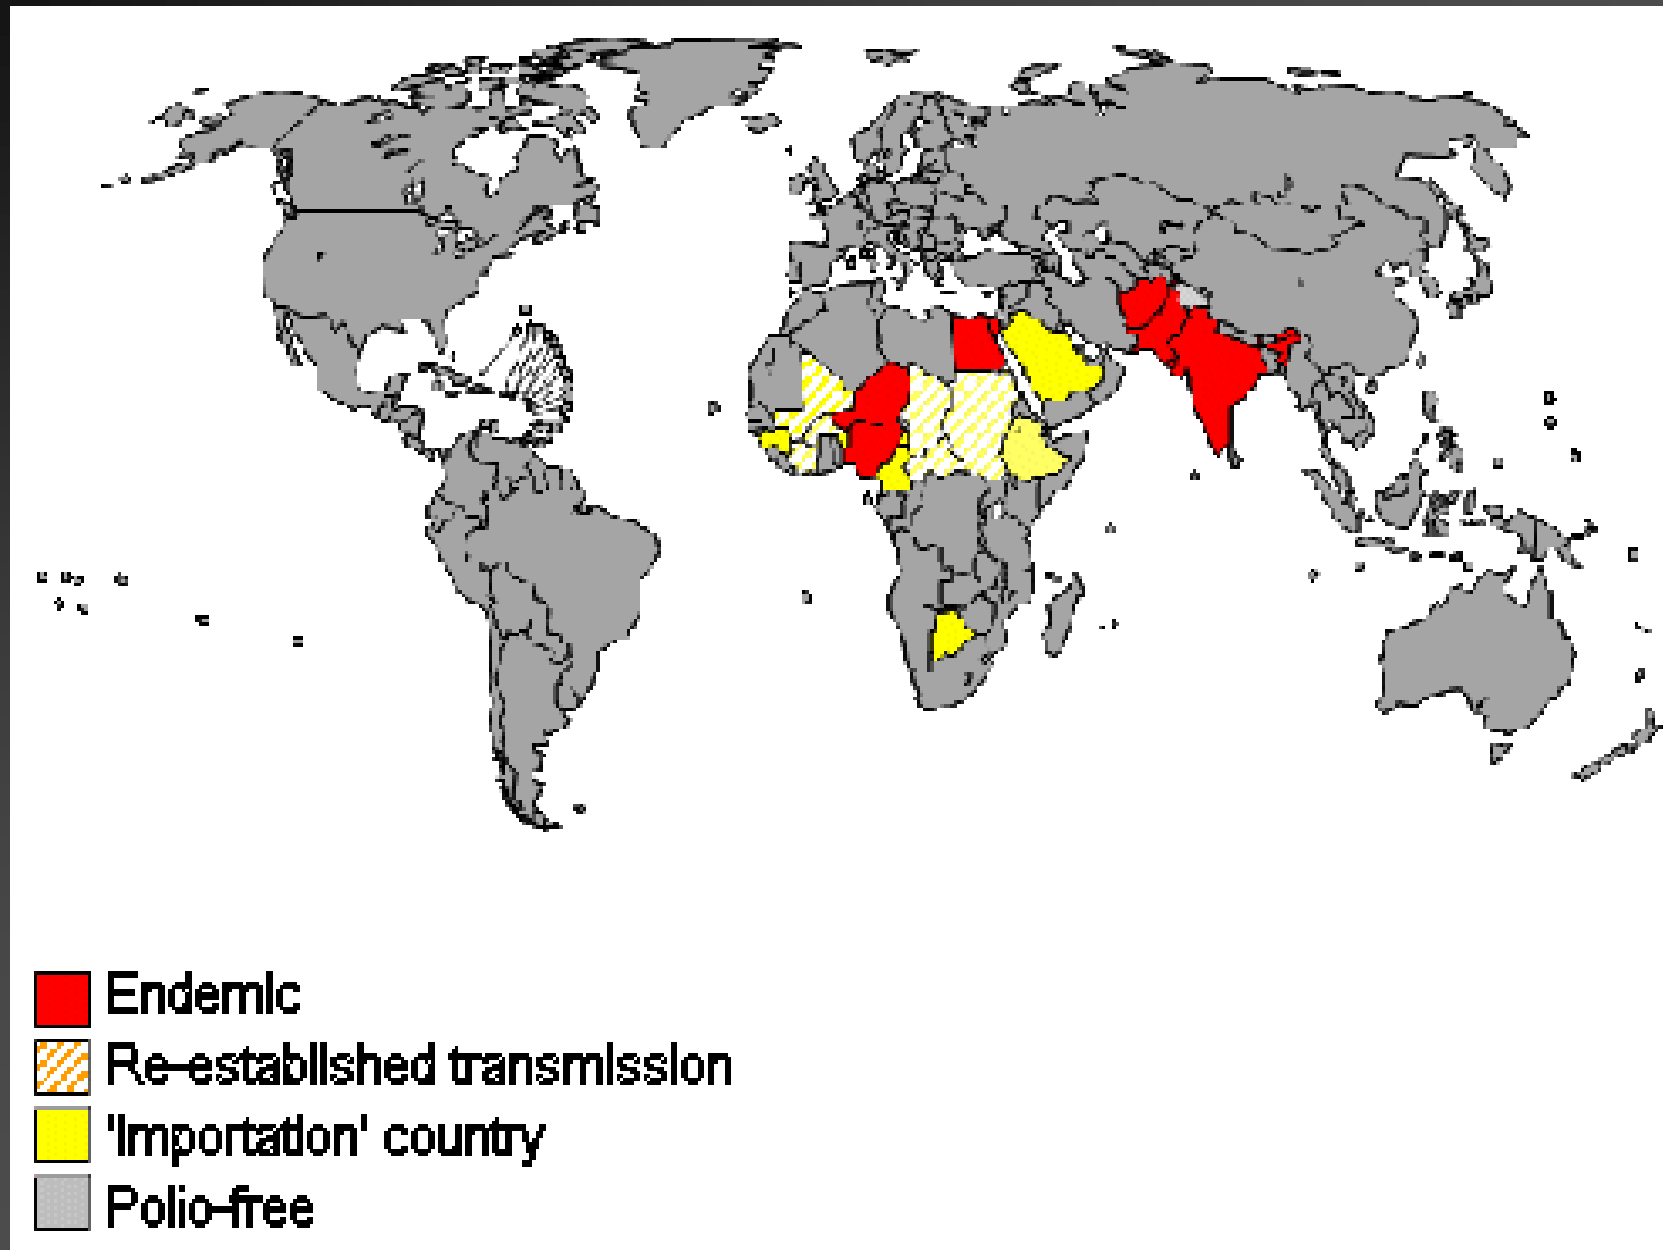 Endemic
Re-established transmission
'Importation' country
Polio-free